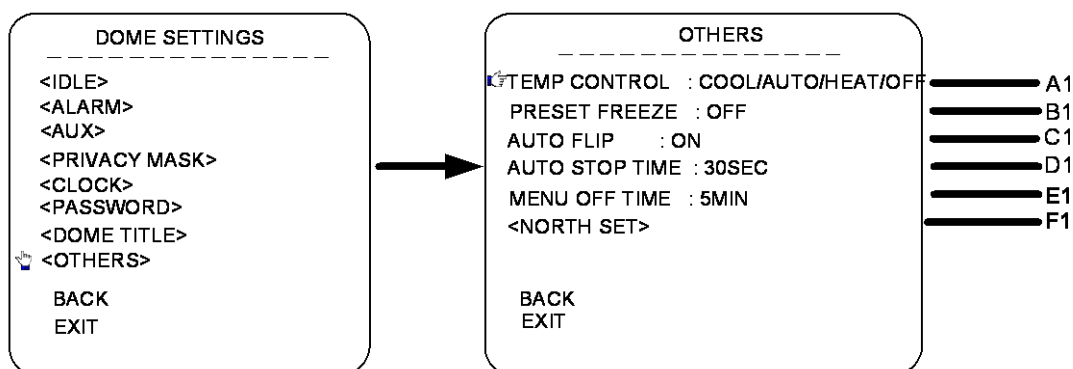 DOME SETTINGS
<IDLE>
<ALARM>
<AUX>
<PRIVACY MASK>
<CLOCK>
<PASSWORD>
<DOME TITLE>
<OTHERS>
BACK
EXIT
OTHERS
TEMP CONTROL : COOL/AUTO/HEAT/OFF A1
PRESET FREEZE : OFF B1
AUTO FLIP : ON C1
AUTO STOP TIME : 30SEC D1
MENU OFF TIME : 5MIN E1
<NORTH SET> F1
BACK
EXIT